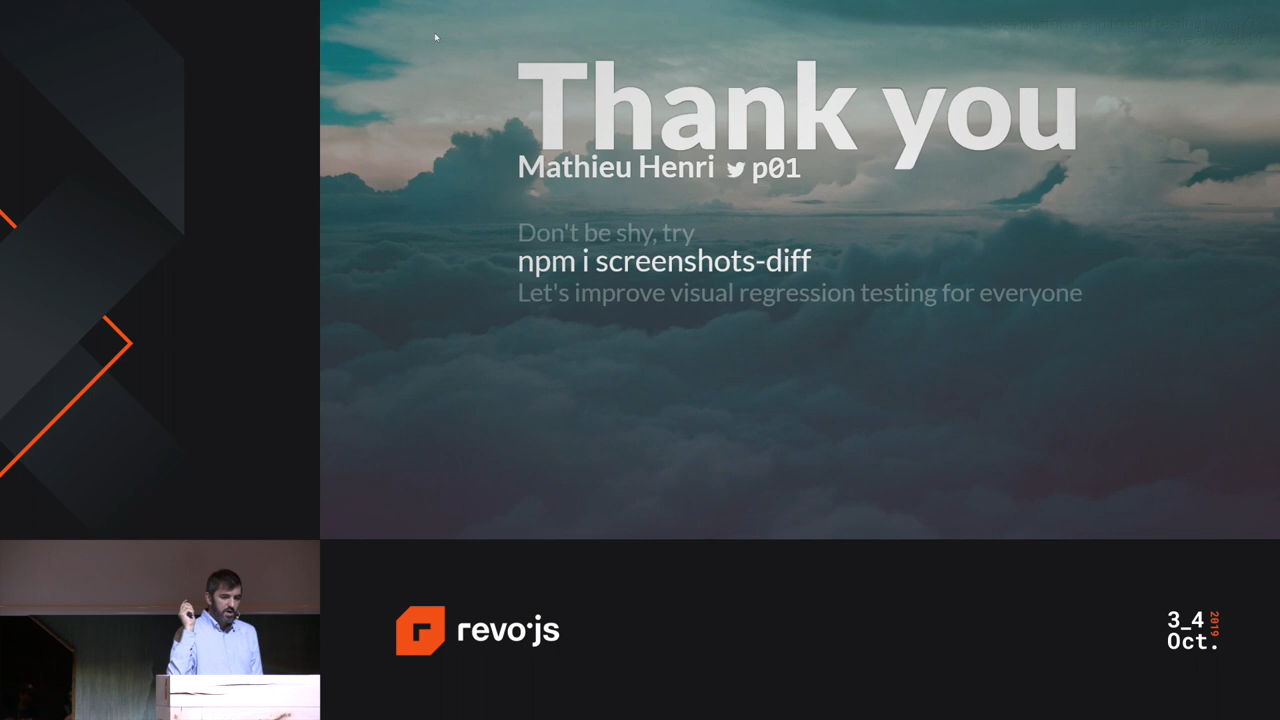 Thank you
Mathieu Henri p01
Don't be shy, try
npm i screenshots-diff
Let's improve visual regression testing for everyone
revo.js
3_4 2019
Oct.